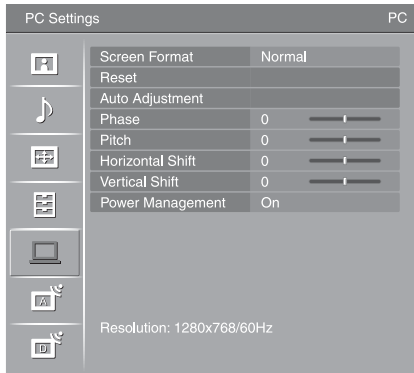 PC Settings PC
Screen Format Normal
Reset
Auto Adjustment
Phase 0
Pitch 0
Horizontal Shift 0
Vertical Shift 0
Power Management On
A
D
Resolution: 1280x768/60Hz